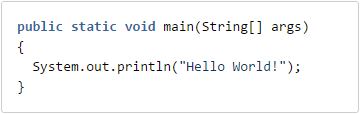 public static void main(String[] args)
{
  System.out.println("Hello World!");
}